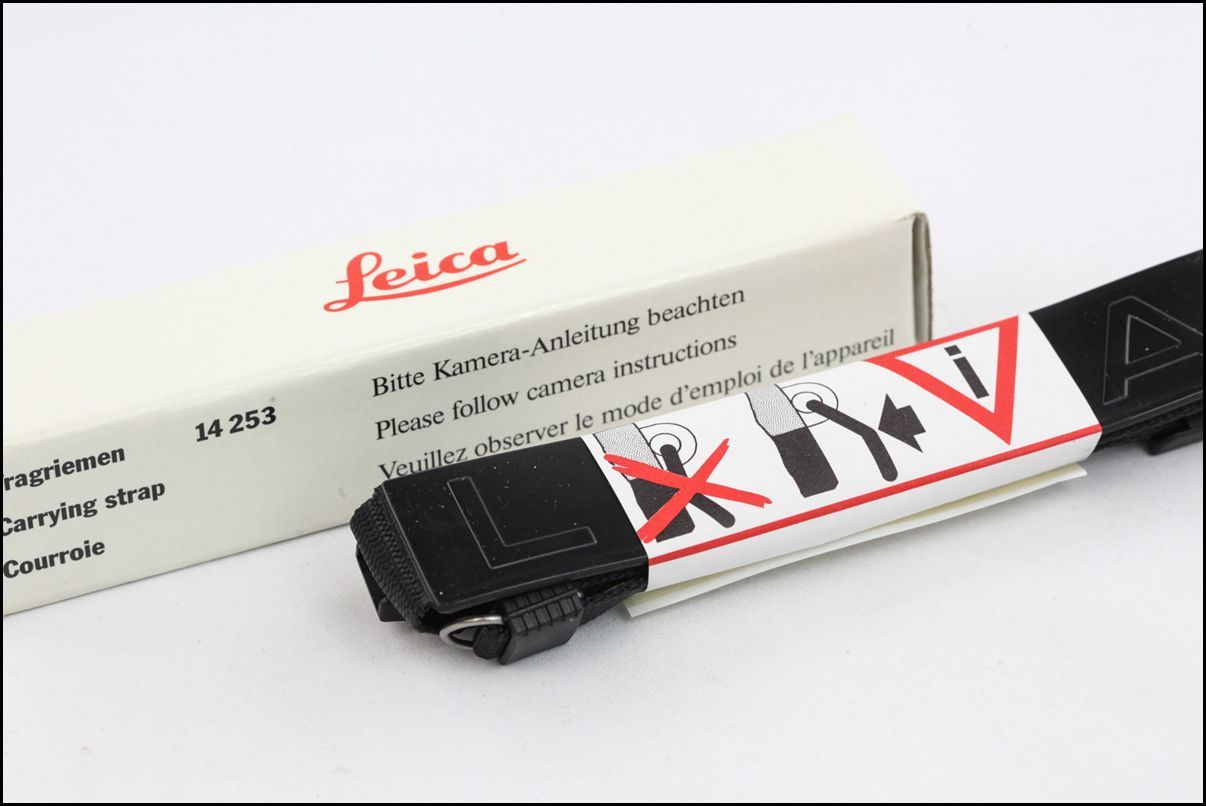 Leica
Bitte Kamera-Anleitung beachten
Please follow camera instructions
Veuillez observer le mode d'emploi de l'appareil
14 253
ragriemen
Carrying strap
Courroie
i
L
A